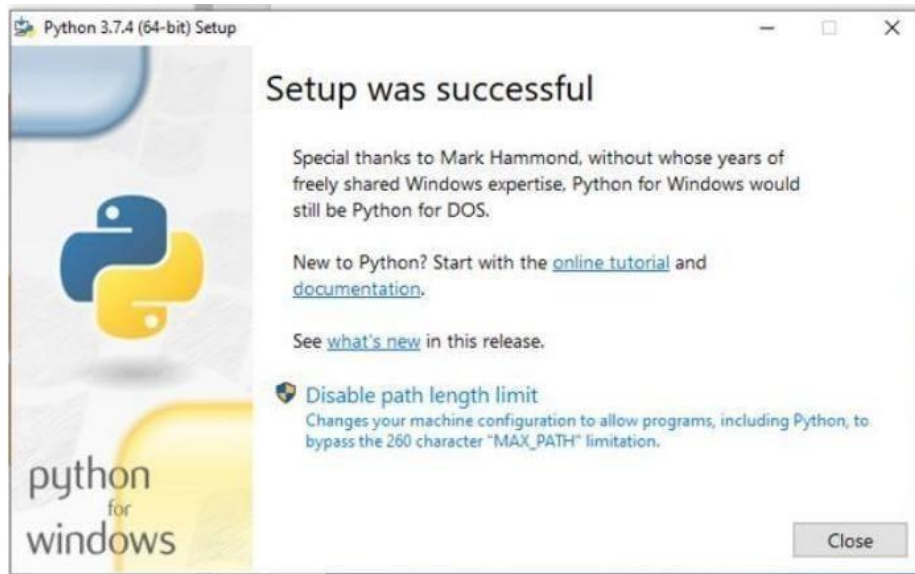 Python 3.7.4 (64-bit) Setup
Setup was successful
Special thanks to Mark Hammond, without whose years of
freely shared Windows expertise, Python for Windows would
still be Python for DOS.
New to Python? Start with the online tutorial and
documentation.
See what's new in this release.
Disable path length limit
Changes your machine configuration to allow programs, including Python, to
bypass the 260 character "MAX_PATH" limitation.
python
for
windows
Close